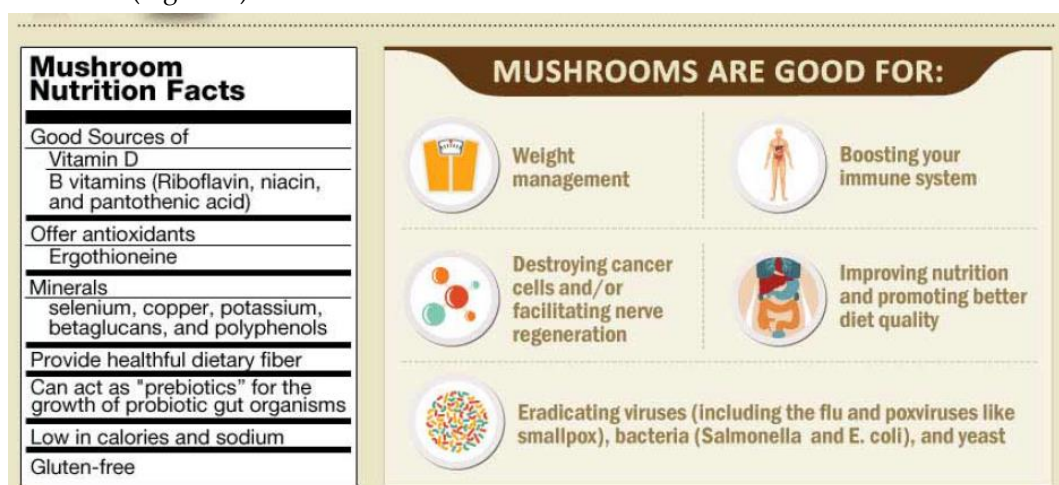 Mushroom
Nutrition Facts
Good Sources of
Vitamin D
B vitamins (Riboflavin, niacin,
and pantothenic acid)
Offer antioxidants
Ergothioneine
Minerals
selenium, copper, potassium,
betaglucans, and polyphenols
Provide healthful dietary fiber
Can act as "prebiotics” for the
growth of probiotic gut organisms
Low in calories and sodium
Gluten-free
MUSHROOMS ARE GOOD FOR:
Weight
management
Boosting your
immune system
Destroying cancer
cells and/or
facilitating nerve
regeneration
Improving nutrition
and promoting better
diet quality
Eradicating viruses (including the flu and poxviruses like
smallpox), bacteria (Salmonella and E. coli), and yeast